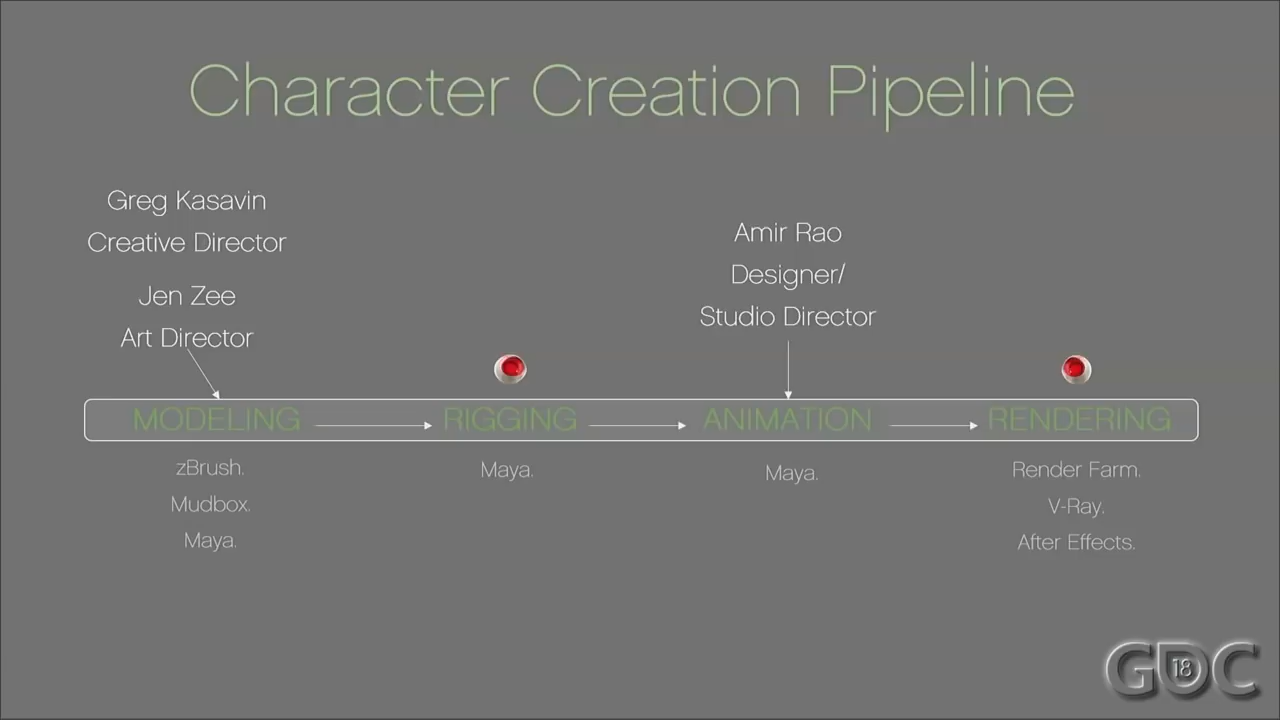 Character Creation Pipeline
Greg Kasavin
Creative Director
Jen Zee
Art Director
Amir Rao
Designer/
Studio Director
MODELING
RIGGING
ANIMATION
RENDERING
zBrush.
Mudbox.
Maya.
Maya.
Maya.
Render Farm.
V-Ray.
After Effects.
GDC
18